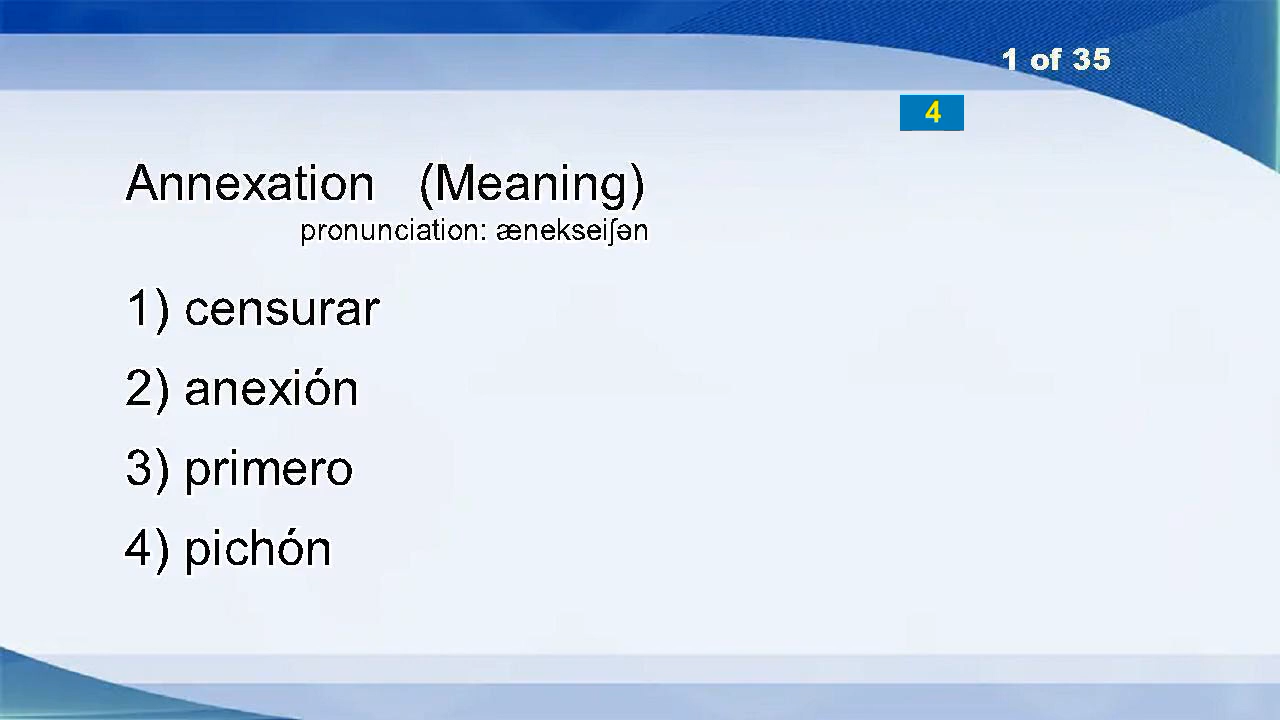 1 of 35
4
Annexation (Meaning)
pronunciation: ænekseiʃən
1) censurar
2) anexión
3) primero
4) pichón